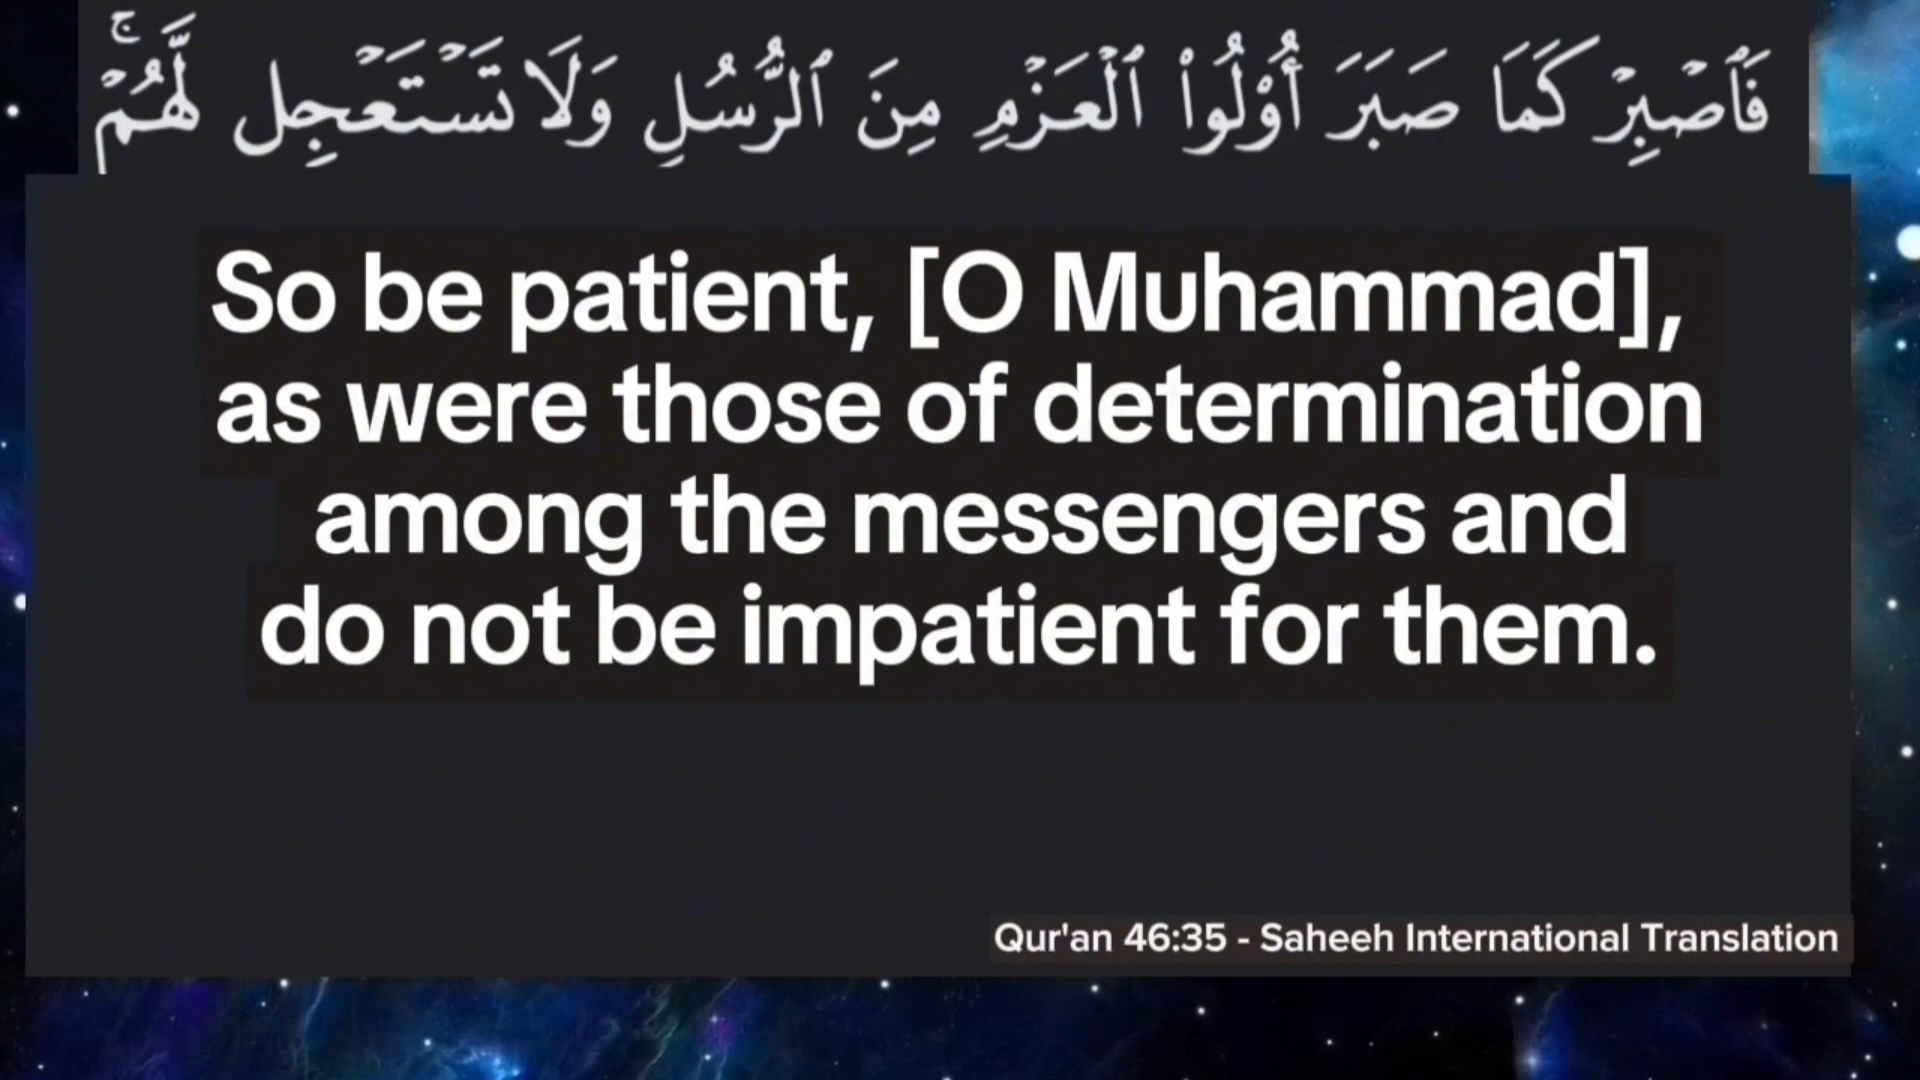 فَٱصۡبِرۡ كَمَا صَبَرَ أُوْلُواْ ٱلۡعَزۡمِ مِنَ ٱلرُّسُلِ وَلَا تَسۡتَعۡجِل لَّهُمۡۚ
So be patient, [O Muhammad],
as were those of determination
among the messengers and
do not be impatient for them.
Qur'an 46:35 - Saheeh International Translation